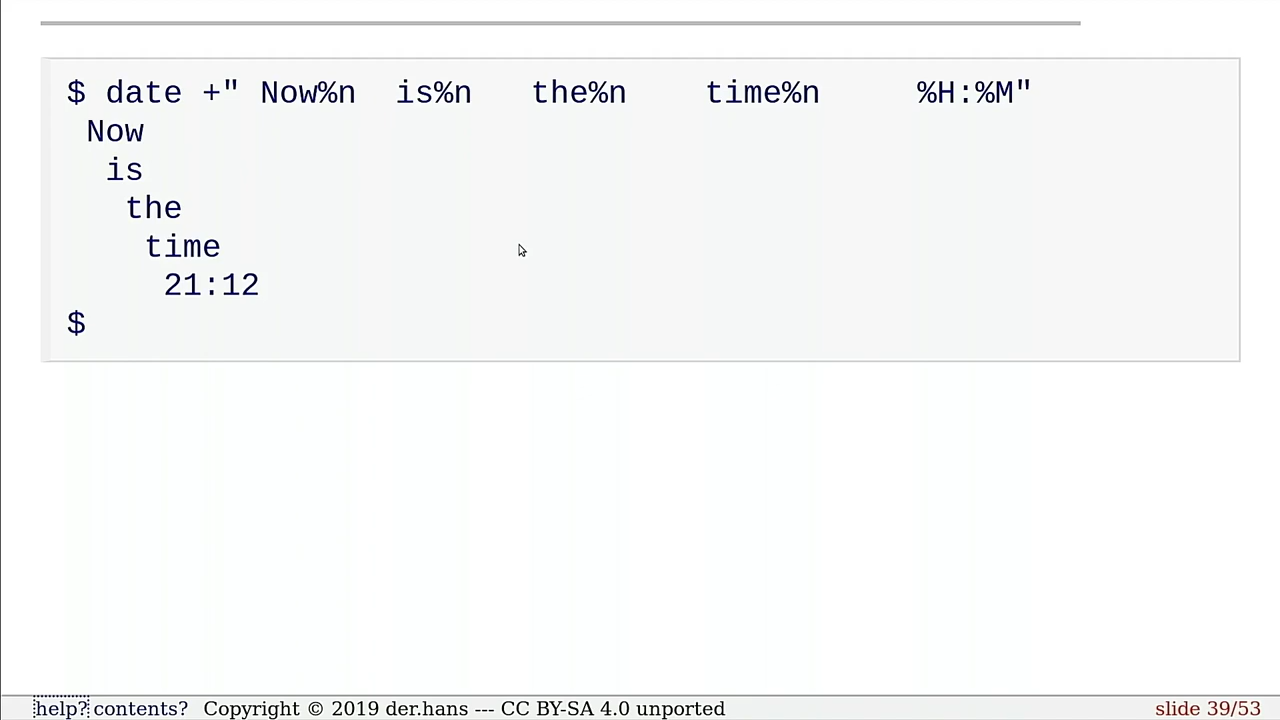 $ date +" Now%n  is%n   the%n    time%n     %H:%M"
 Now
  is
   the
    time
     21:12
$
help? contents? Copyright © 2019 der.hans --- CC BY-SA 4.0 unported slide 39/53